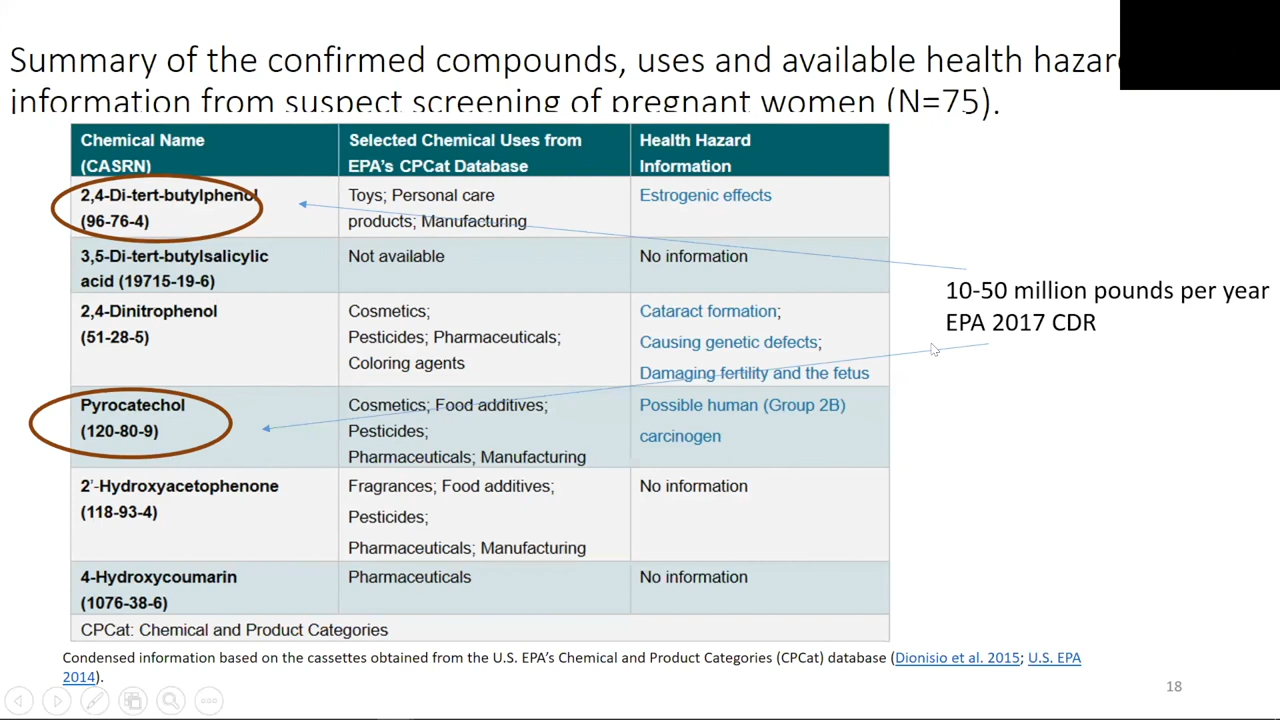 Summary of the confirmed compounds, uses and available health hazard
information from suspect screening of pregnant women (N=75).
Chemical Name (CASRN)
Selected Chemical Uses from EPA's CPCat Database
Health Hazard Information
2,4-Di-tert-butylphenol
(96-76-4)
Toys; Personal care
products; Manufacturing
Estrogenic effects
3,5-Di-tert-butylsalicylic
acid (19715-19-6)
Not available
No information
2,4-Dinitrophenol
(51-28-5)
Cosmetics;
Pesticides; Pharmaceuticals;
Coloring agents
Cataract formation;
Causing genetic defects;
Damaging fertility and the fetus
Pyrocatechol
(120-80-9)
Cosmetics; Food additives;
Pesticides;
Pharmaceuticals; Manufacturing
Possible human (Group 2B)
carcinogen
2'-Hydroxyacetophenone
(118-93-4)
Fragrances; Food additives;
Pesticides;
Pharmaceuticals; Manufacturing
No information
4-Hydroxycoumarin
(1076-38-6)
Pharmaceuticals
No information
CPCat: Chemical and Product Categories
10-50 million pounds per year
EPA 2017 CDR
Condensed information based on the cassettes obtained from the U.S. EPA's Chemical and Product Categories (CPCat) database (Dionisio et al. 2015; U.S. EPA
2014).
18